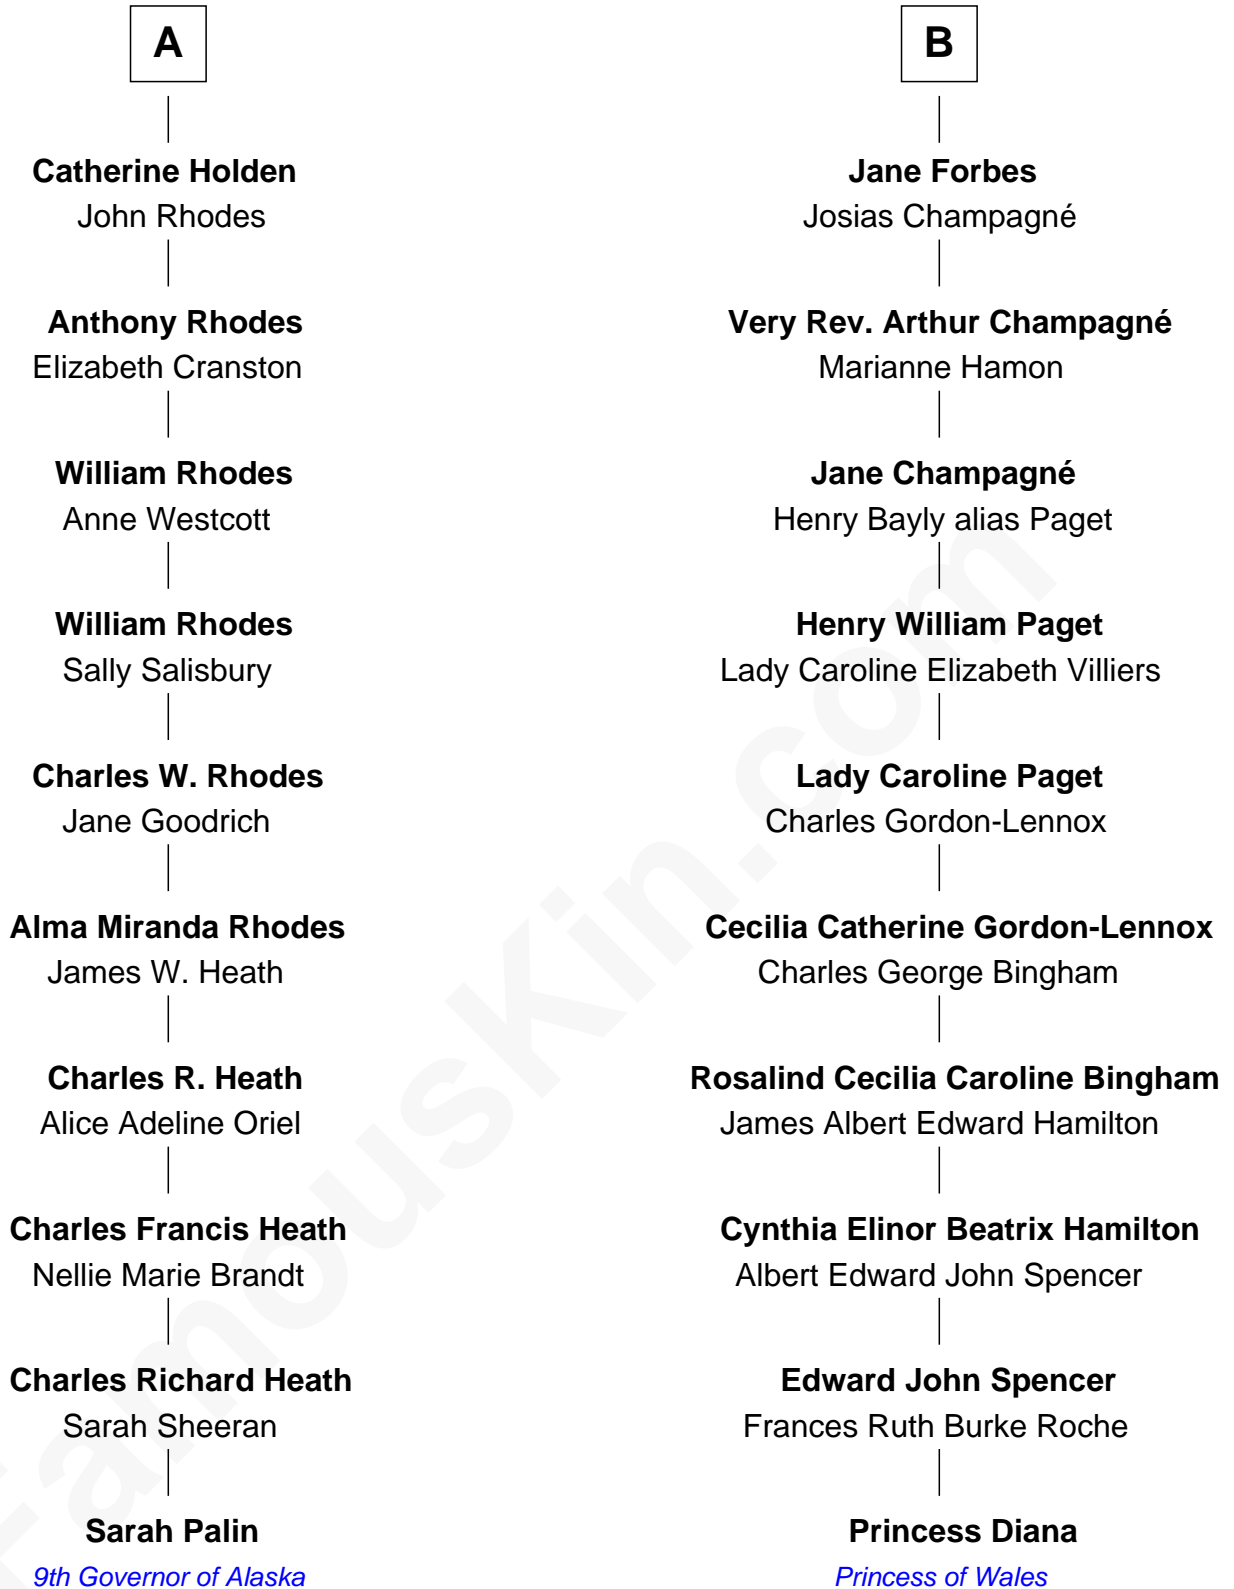 A
Catherine Holden
John Rhodes
Anthony Rhodes
Elizabeth Cranston
William Rhodes
Anne Westcott
William Rhodes
Sally Salisbury
Charles W. Rhodes
Jane Goodrich
Alma Miranda Rhodes
James W. Heath
Charles R. Heath
Alice Adeline Oriel
Charles Francis Heath
Nellie Marie Brandt
Charles Richard Heath
Sarah Sheeran
Sarah Palin
9th Governor of Alaska
B
Jane Forbes
Josias Champagné
Very Rev. Arthur Champagné
Marianne Hamon
Jane Champagné
Henry Bayly alias Paget
Henry William Paget
Lady Caroline Elizabeth Villiers
Lady Caroline Paget
Charles Gordon-Lennox
Cecilia Catherine Gordon-Lennox
Charles George Bingham
Rosalind Cecilia Caroline Bingham
James Albert Edward Hamilton
Cynthia Elinor Beatrix Hamilton
Albert Edward John Spencer
Edward John Spencer
Frances Ruth Burke Roche
Princess Diana
Princess of Wales
FamousKin.com